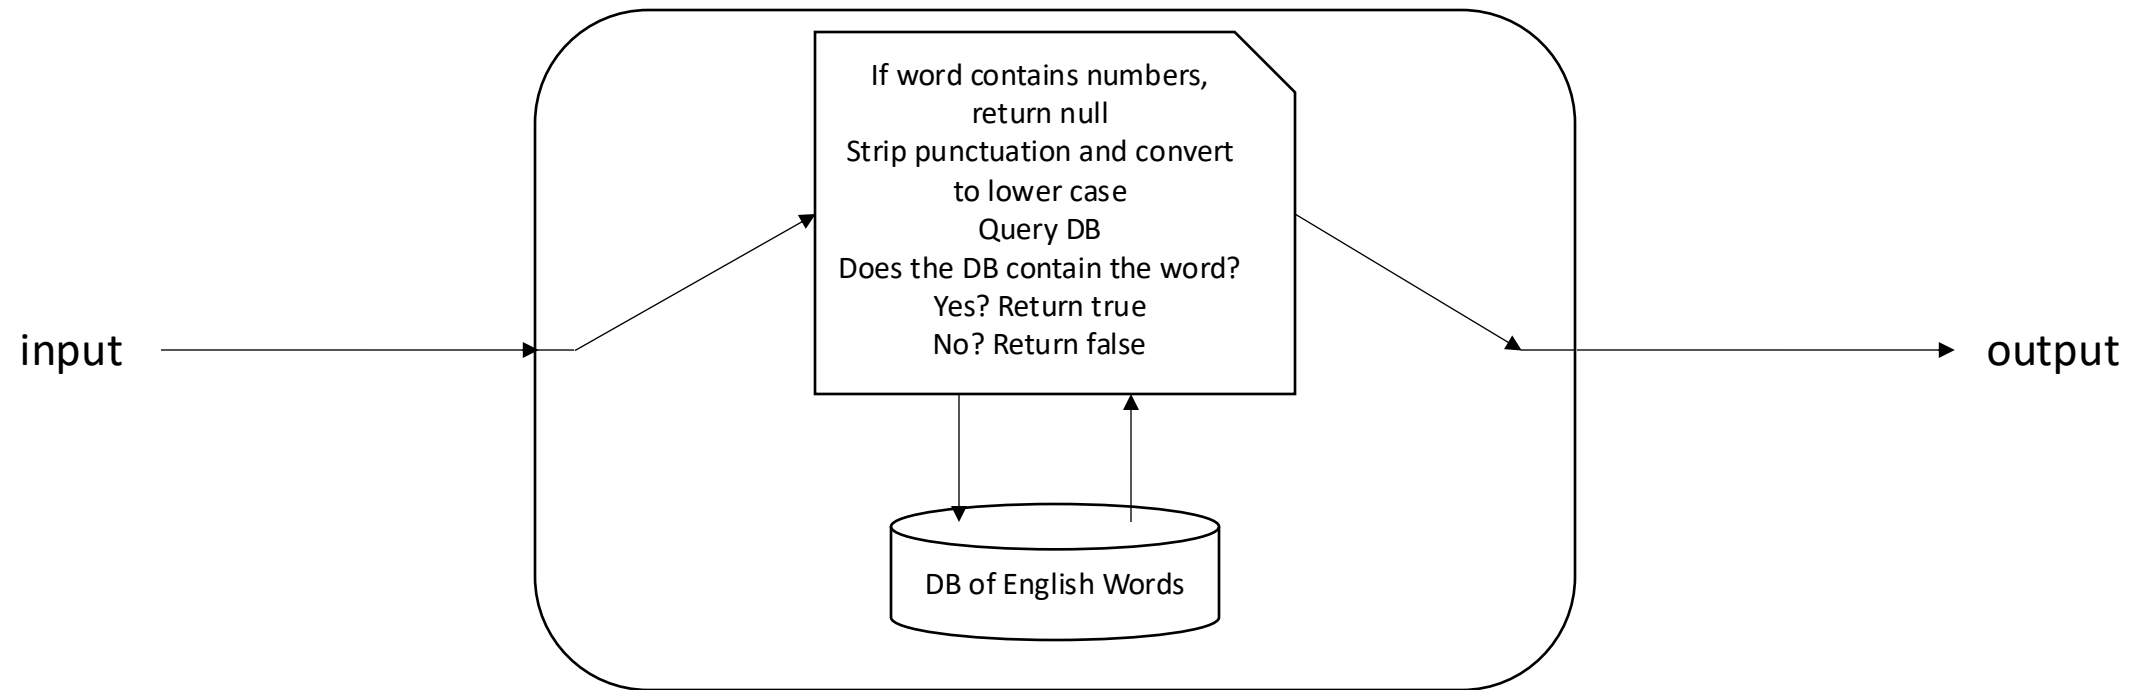 If word contains numbers,
return null
Strip punctuation and convert
to lower case
Query DB
Does the DB contain the word?
Yes? Return true
No? Return false
input
output
DB of English Words